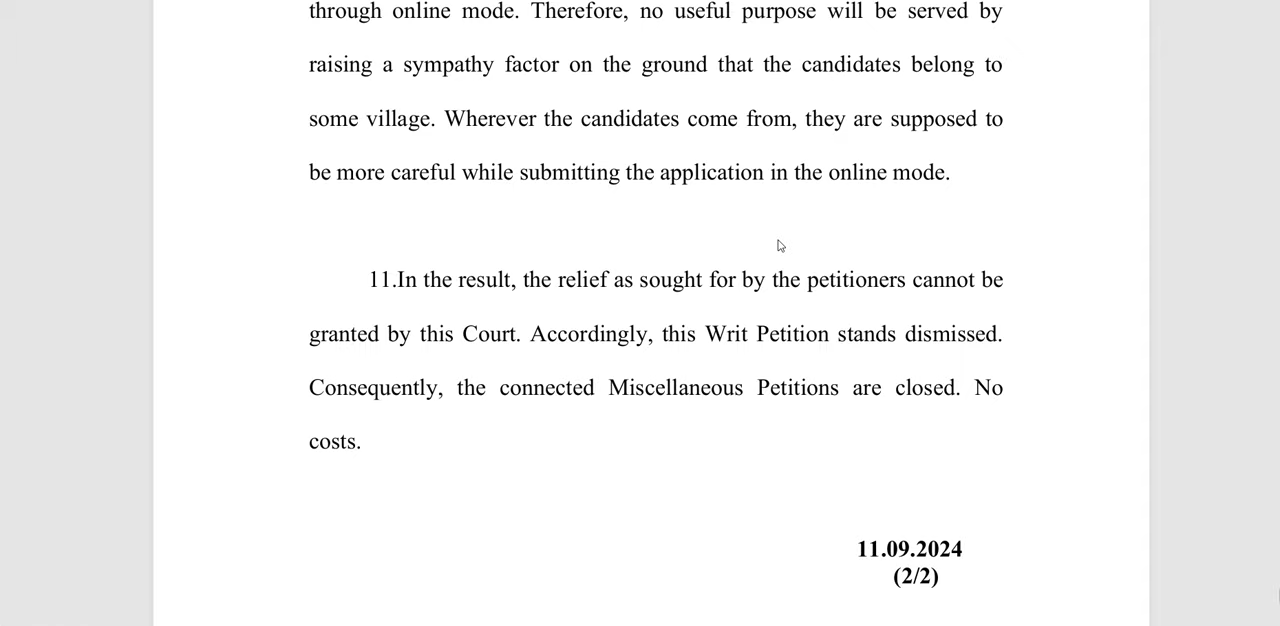 through online mode. Therefore, no useful purpose will be served by
raising a sympathy factor on the ground that the candidates belong to
some village. Wherever the candidates come from, they are supposed to
be more careful while submitting the application in the online mode.
11.In the result, the relief as sought for by the petitioners cannot be
granted by this Court. Accordingly, this Writ Petition stands dismissed.
Consequently, the connected Miscellaneous Petitions are closed. No
costs.
11.09.2024
(2/2)